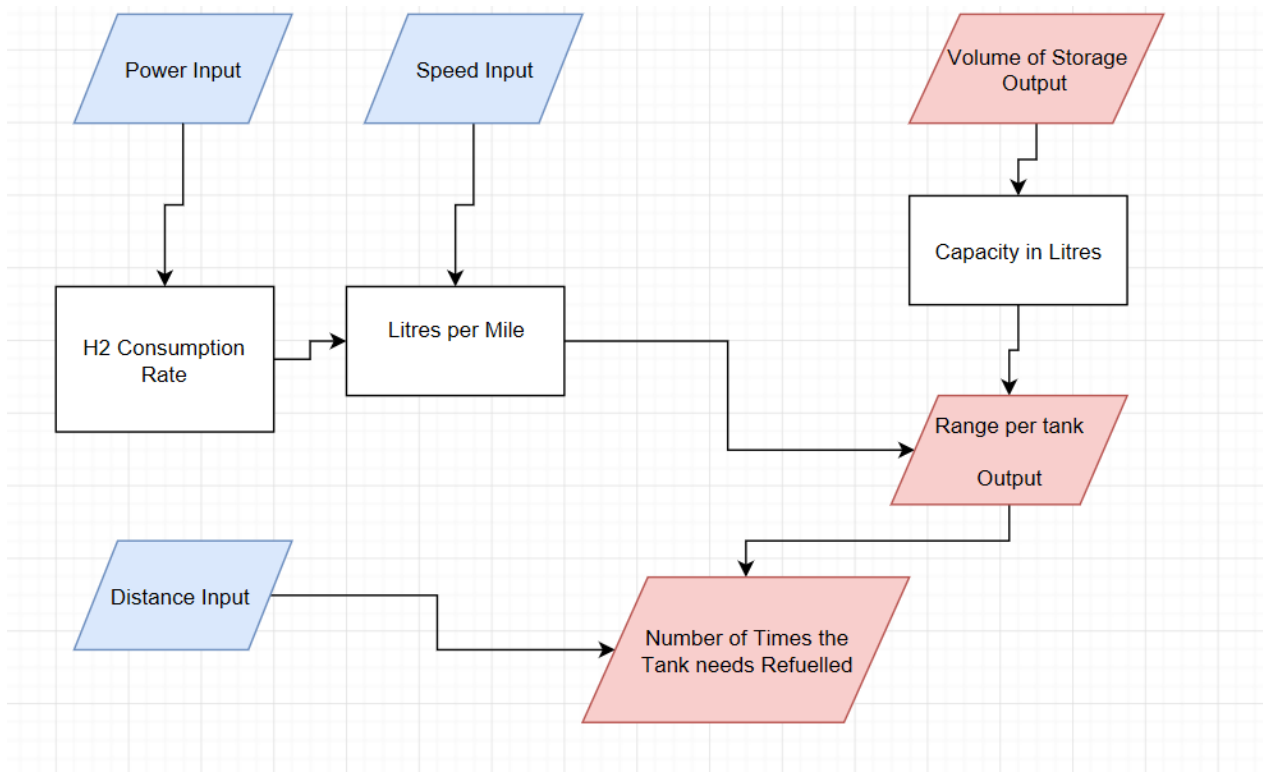 Power Input
Speed Input
Volume of Storage
Output
Capacity in Litres
H2 Consumption
Rate
Litres per Mile
Range per tank
Output
Distance Input
Number of Times the
Tank needs Refuelled